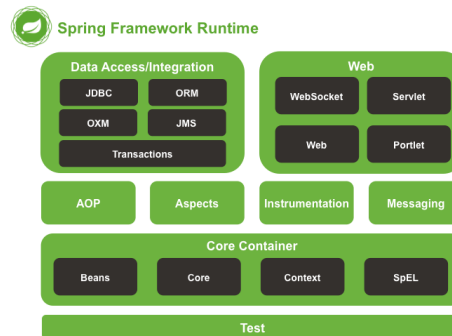 Spring Framework Runtime
Data Access/Integration
JDBC
ORM
OXM
JMS
Transactions
Web
WebSocket
Servlet
Web
Portlet
AOP
Aspects
Instrumentation
Messaging
Core Container
Beans
Core
Context
SpEL
Test